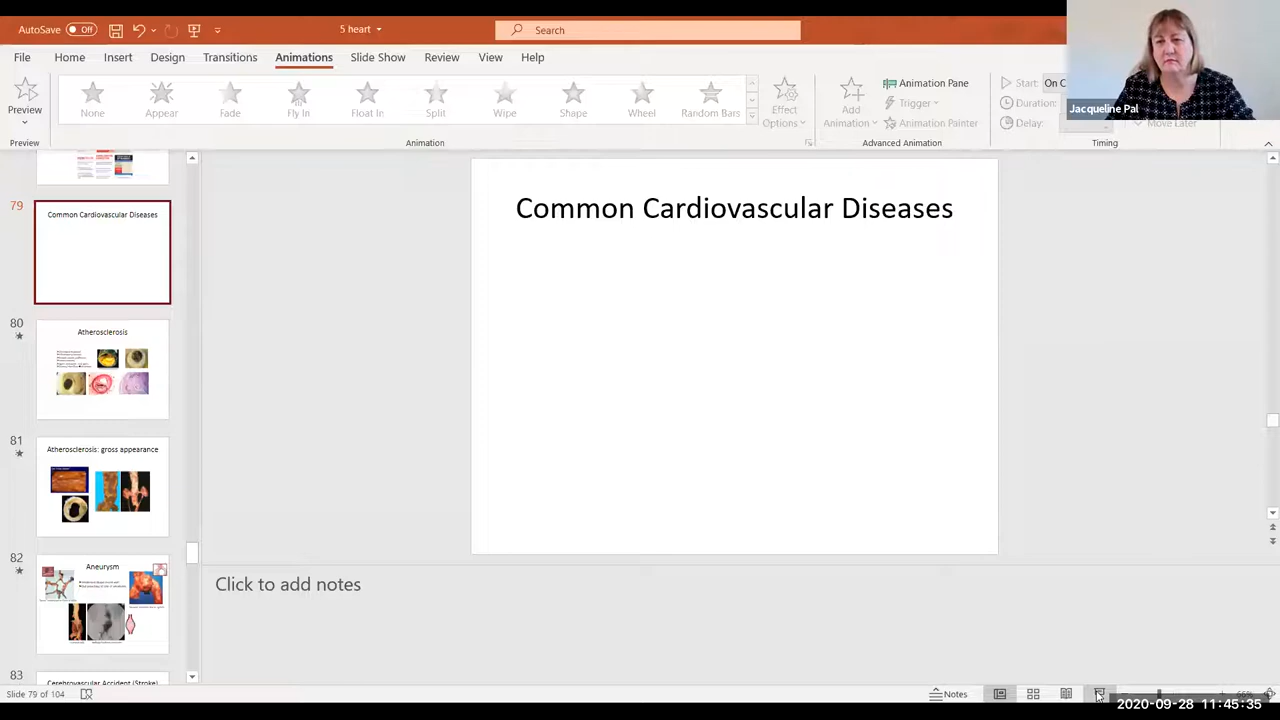 AutoSave Off 5 heart Search
File Home Insert Design Transitions Animations Slide Show Review View Help
Preview None Appear Fade Fly In Float In Split Wipe Shape Wheel Random Bars Effect Options Add Animation Animation Pane Trigger Animation Painter Start: On C Duration: Delay: Move Later
Preview Animation Advanced Animation Timing
Jacqueline Pal
79 Common Cardiovascular Diseases
80 Atherosclerosis
81 Atherosclerosis: gross appearance
82 Aneurysm
83 Cerebrovascular Accident (Stroke)
Common Cardiovascular Diseases
Click to add notes
Slide 79 of 104 Notes 66%
2020-09-28 11:45:35